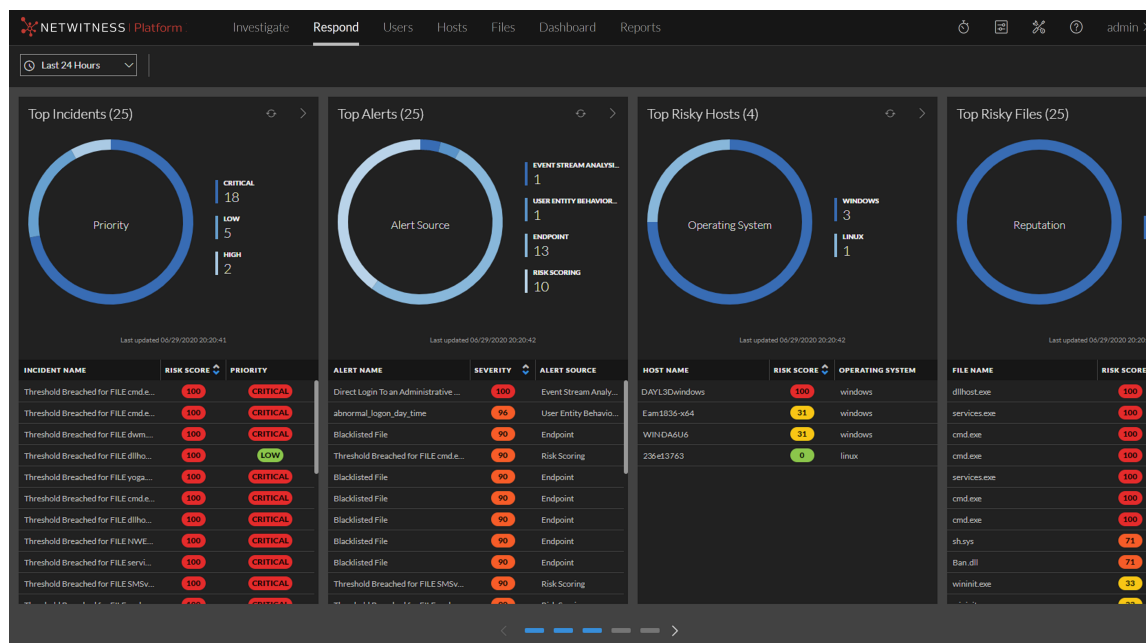 NETWITNESS Platform Investigate Respond Users Hosts Files Dashboard Reports admin
Last 24 Hours
Top Incidents (25)
Priority
CRITICAL
18
LOW
5
HIGH
2
Last updated 06/29/2020 20:20:41
INCIDENT NAME RISK SCORE PRIORITY
Threshold Breached for FILE cmd.e... 100 CRITICAL
Threshold Breached for FILE cmd.e... 100 CRITICAL
Threshold Breached for FILE dwm.... 100 CRITICAL
Threshold Breached for FILE dllho... 100 LOW
Threshold Breached for FILE yoga... 100 CRITICAL
Threshold Breached for FILE cmd.e... 100 CRITICAL
Threshold Breached for FILE dllho... 100 CRITICAL
Threshold Breached for FILE NWE... 100 CRITICAL
Threshold Breached for FILE servi... 100 CRITICAL
Threshold Breached for FILE SMSv... 100 CRITICAL
Top Alerts (25)
Alert Source
EVENT STREAM ANALYSI...
1
USER ENTITY BEHAVIOR...
1
ENDPOINT
13
RISK SCORING
10
Last updated 06/29/2020 20:20:42
ALERT NAME SEVERITY ALERT SOURCE
Direct Login To an Administrative ... 100 Event Stream Analy...
abnormal_logon_day_time 96 User Entity Behavio...
Blacklisted File 90 Endpoint
Threshold Breached for FILE cmd.e... 90 Risk Scoring
Blacklisted File 90 Endpoint
Blacklisted File 90 Endpoint
Blacklisted File 90 Endpoint
Blacklisted File 90 Endpoint
Blacklisted File 90 Endpoint
Threshold Breached for FILE SMSv... 90 Risk Scoring
Top Risky Hosts (4)
Operating System
WINDOWS
3
LINUX
1
Last updated 06/29/2020 20:20:42
HOST NAME RISK SCORE OPERATING SYSTEM
DAYL3Dwindows 100 windows
Eam1836-x64 31 windows
WIN-DA6U6 31 windows
236e13763 0 linux
Top Risky Files (25)
Reputation
Last updated 06/29/2020 20:20
FILE NAME RISK SCORE
dllhost.exe 100
services.exe 100
cmd.exe 100
cmd.exe 100
services.exe 100
cmd.exe 100
cmd.exe 100
sh.sys 71
Ban.dll 71
wininit.exe 33